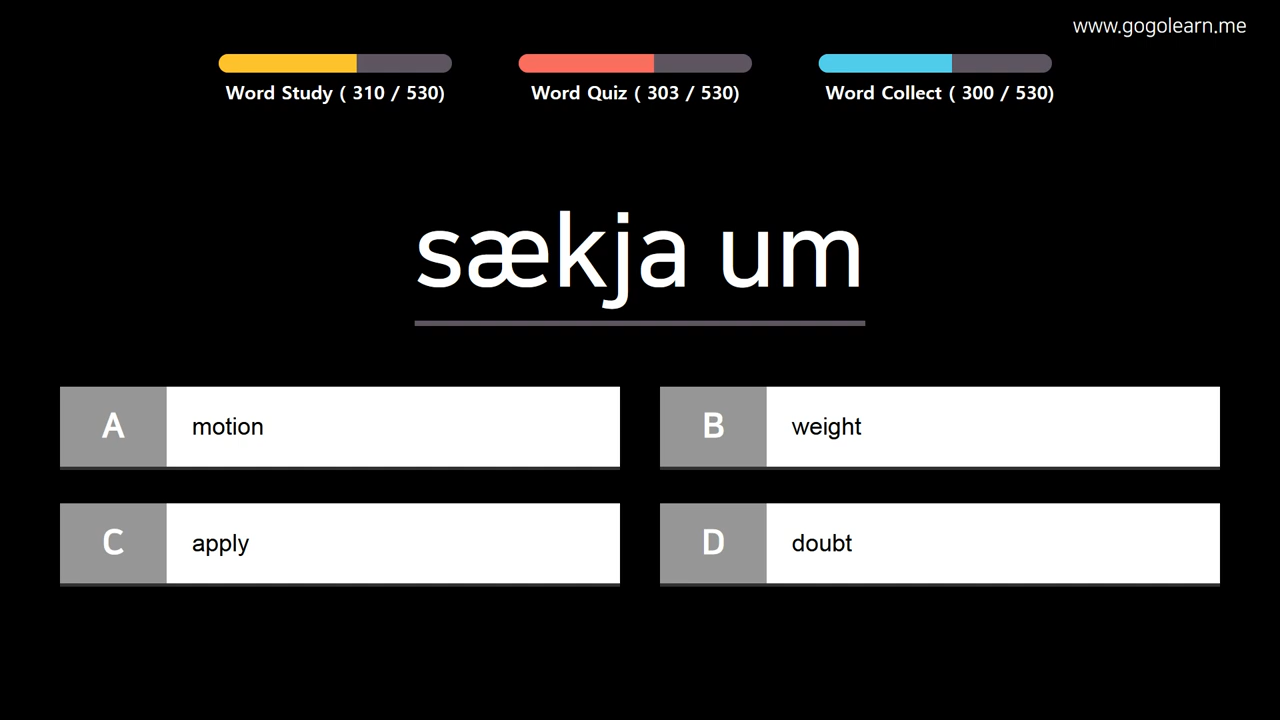 www.gogolearn.me
Word Study ( 310 / 530)
Word Quiz ( 303 / 530)
Word Collect ( 300 / 530)
sækja um
A motion
B weight
C apply
D doubt